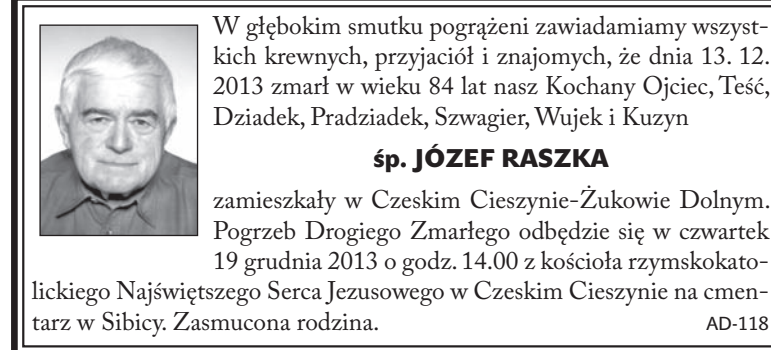 W głębokim smutku pogrążeni zawiadamiamy wszyst-
kich krewnych, przyjaciół i znajomych, że dnia 13. 12.
2013 zmarł w wieku 84 lat nasz Kochany Ojciec, Teść,
Dziadek, Pradziadek, Szwagier, Wujek i Kuzyn
śp. JÓZEF RASZKA
zamieszkały w Czeskim Cieszynie-Żukowie Dolnym.
Pogrzeb Drogiego Zmarłego odbędzie się w czwartek
19 grudnia 2013 o godz. 14.00 z kościoła rzymskokato-
lickiego Najświętszego Serca Jezusowego w Czeskim Cieszynie na cmen-
tarz w Sibicy. Zasmucona rodzina. AD-118